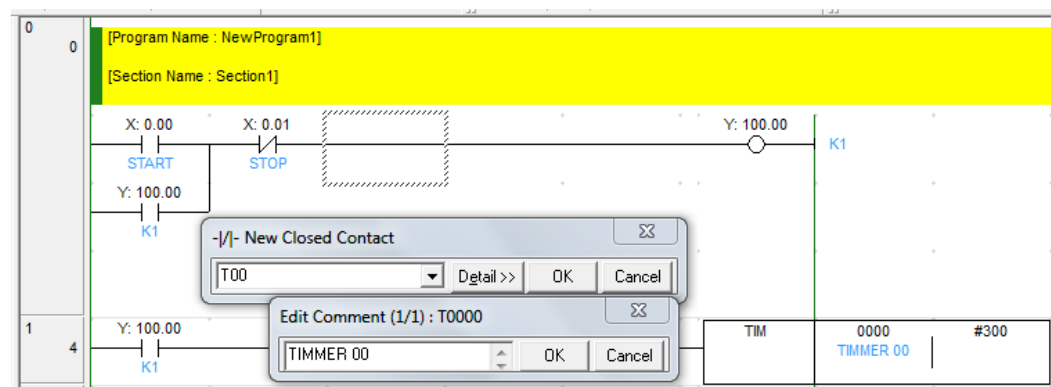 0
0
[Program Name : NewProgram1]
[Section Name : Section1]
X: 0.00 X: 0.01 Y: 100.00
K1
START STOP
Y: 100.00
K1
-|/|- New Closed Contact
T00 Detail >> OK Cancel
Edit Comment (1/1) : T0000
TIMMER 00 OK Cancel
1
4
Y: 100.00 TIM 0000 #300
K1 TIMMER 00